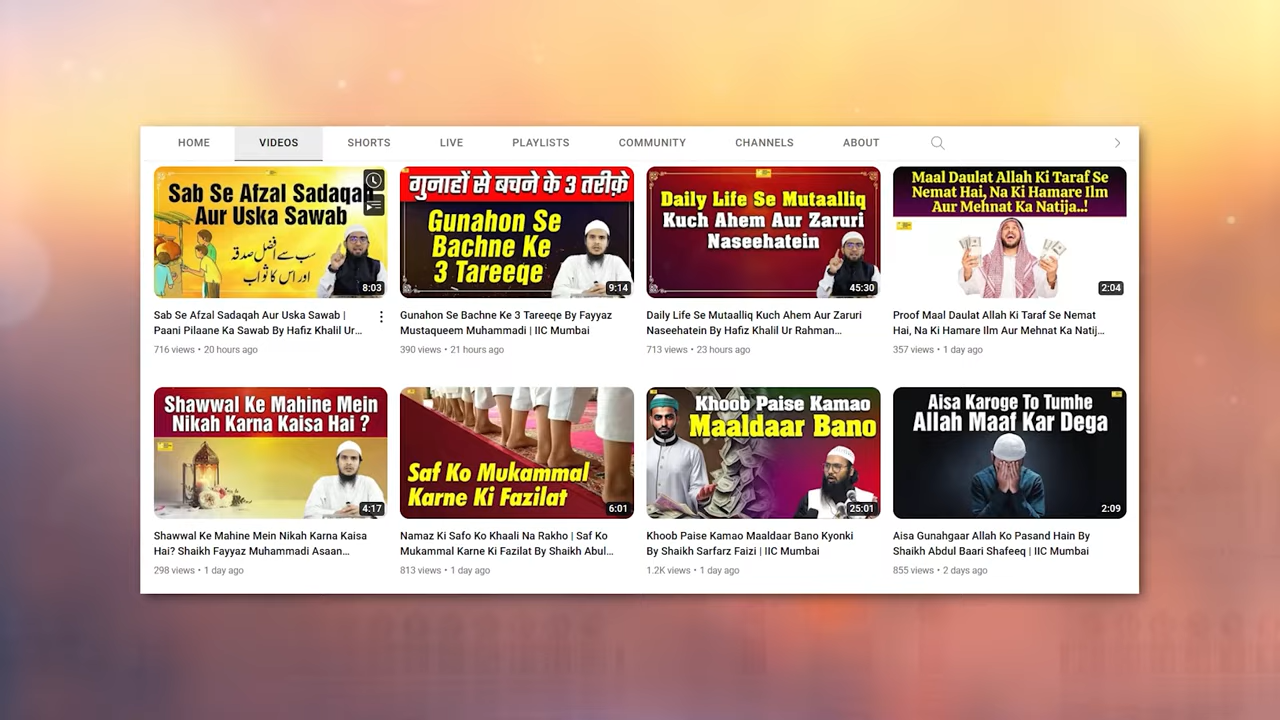 HOME VIDEOS SHORTS LIVE PLAYLISTS COMMUNITY CHANNELS ABOUT
Sab Se Afzal Sadaqah
Aur Uska Sawab
سب سے افضل صدقہ
اور اس کا ثواب
8:03
गुनाहों से बचने के 3 तरीक़े
Gunahon Se
Bachne Ke
3 Tareeqe
9:14
Daily Life Se Mutaalliq
Kuch Ahem Aur Zaruri
Naseehatein
45:30
Maal Daulat Allah Ki Taraf Se
Nemat Hai, Na Ki Hamare Ilm
Aur Mehnat Ka Natija..!
2:04
Sab Se Afzal Sadaqah Aur Uska Sawab |
Paani Pilaane Ka Sawab By Hafiz Khalil Ur...
716 views • 20 hours ago
Gunahon Se Bachne Ke 3 Tareeqe By Fayyaz
Mustaqueem Muhammadi | IIC Mumbai
390 views • 21 hours ago
Daily Life Se Mutaalliq Kuch Ahem Aur Zaruri
Naseehatein By Hafiz Khalil Ur Rahman...
713 views • 23 hours ago
Proof Maal Daulat Allah Ki Taraf Se Nemat
Hai, Na Ki Hamare Ilm Aur Mehnat Ka Natij...
357 views • 1 day ago
Shawwal Ke Mahine Mein
Nikah Karna Kaisa Hai ?
4:17
Saf Ko Mukammal
Karne Ki Fazilat
6:01
Khoob Paise Kamao
Maaldaar Bano
25:01
Aisa Karoge To Tumhe
Allah Maaf Kar Dega
2:09
Shawwal Ke Mahine Mein Nikah Karna Kaisa
Hai? Shaikh Fayyaz Muhammadi Asaan...
298 views • 1 day ago
Namaz Ki Safo Ko Khaali Na Rakho | Saf Ko
Mukammal Karne Ki Fazilat By Shaikh Abul...
813 views • 1 day ago
Khoob Paise Kamao Maaldaar Bano Kyonki
By Shaikh Sarfarz Faizi | IIC Mumbai
1.2K views • 1 day ago
Aisa Gunahgaar Allah Ko Pasand Hain By
Shaikh Abdul Baari Shafeeq | IIC Mumbai
855 views • 2 days ago